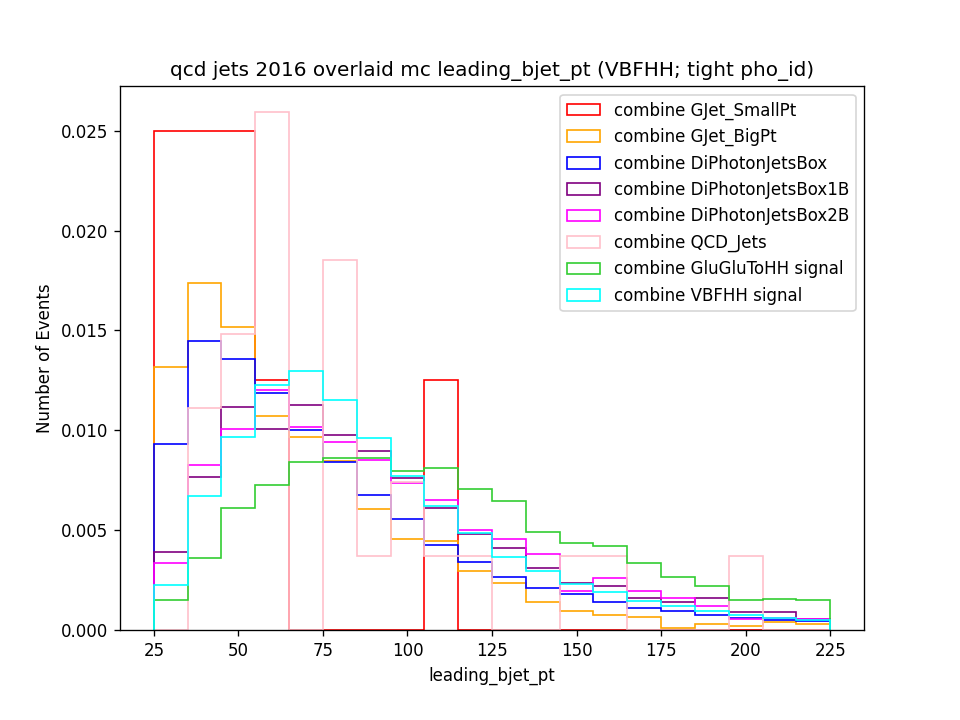 qcd jets 2016 overlaid mc leading_bjet_pt (VBFHH; tight pho_id)
combine GJet_SmallPt
combine GJet_BigPt
combine DiPhotonJetsBox
combine DiPhotonJetsBox1B
combine DiPhotonJetsBox2B
combine QCD_Jets
combine GluGluToHH signal
combine VBFHH signal
Number of Events
0.025
0.020
0.015
0.010
0.005
0.000
25 50 75 100 125 150 175 200 225
leading_bjet_pt